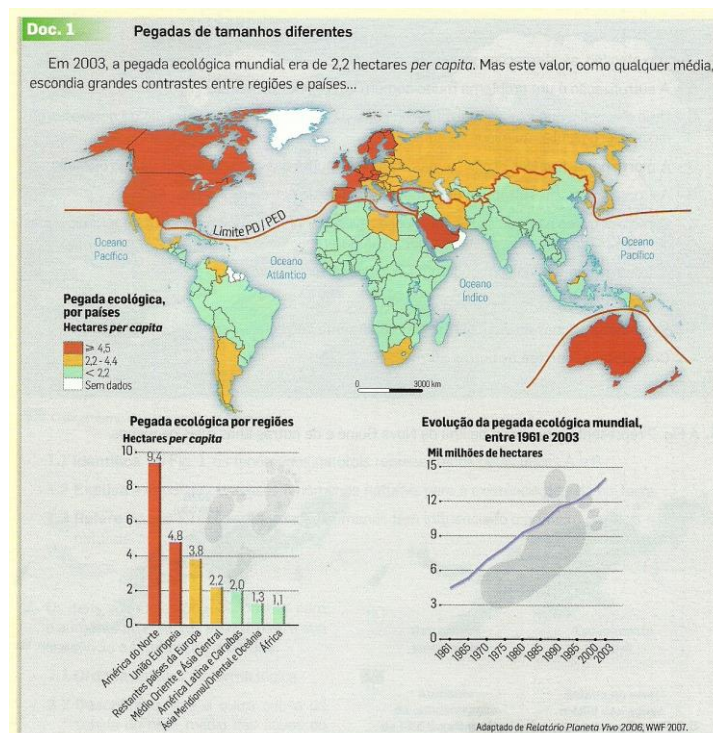 Doc. 1
Pegadas de tamanhos diferentes
Em 2003, a pegada ecológica mundial era de 2,2 hectares per capita. Mas este valor, como qualquer média,
escondia grandes contrastes entre regiões e países...
Limite PD / PED
Oceano
Pacífico
Oceano
Atlântico
Oceano
Índico
Oceano
Pacífico
Pegada ecológica,
por países
Hectares per capita
≥ 4,5
2,2 - 4,4
< 2,2
Sem dados
0
3000 km
Pegada ecológica por regiões
Hectares per capita
10
8
6
4
2
0
9,4
4,8
3,8
2,2
2,0
1,3
1,1
América do Norte
União Europeia
Restantes países da Europa
Médio Oriente e Ásia Central
América Latina e Caraíbas
Ásia Meridional/Oriental e Oceânia
África
Evolução da pegada ecológica mundial,
entre 1961 e 2003
Mil milhões de hectares
15
12
9
6
3
0
1961
1965
1970
1975
1980
1985
1990
1995
2000
2003
Adaptado de Relatório Planeta Vivo 2006, WWF 2007.